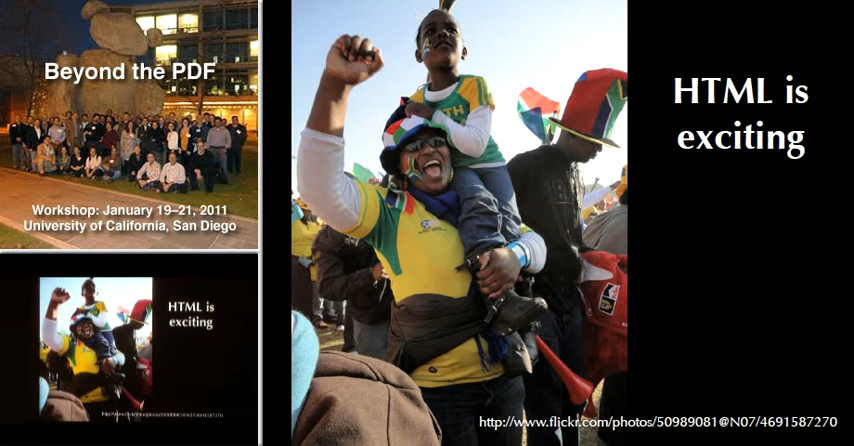 Beyond the PDF
Workshop: January 19–21, 2011
University of California, San Diego
HTML is
exciting
HTML is
exciting
http://www.flickr.com/photos/50989081@N07/4691587270